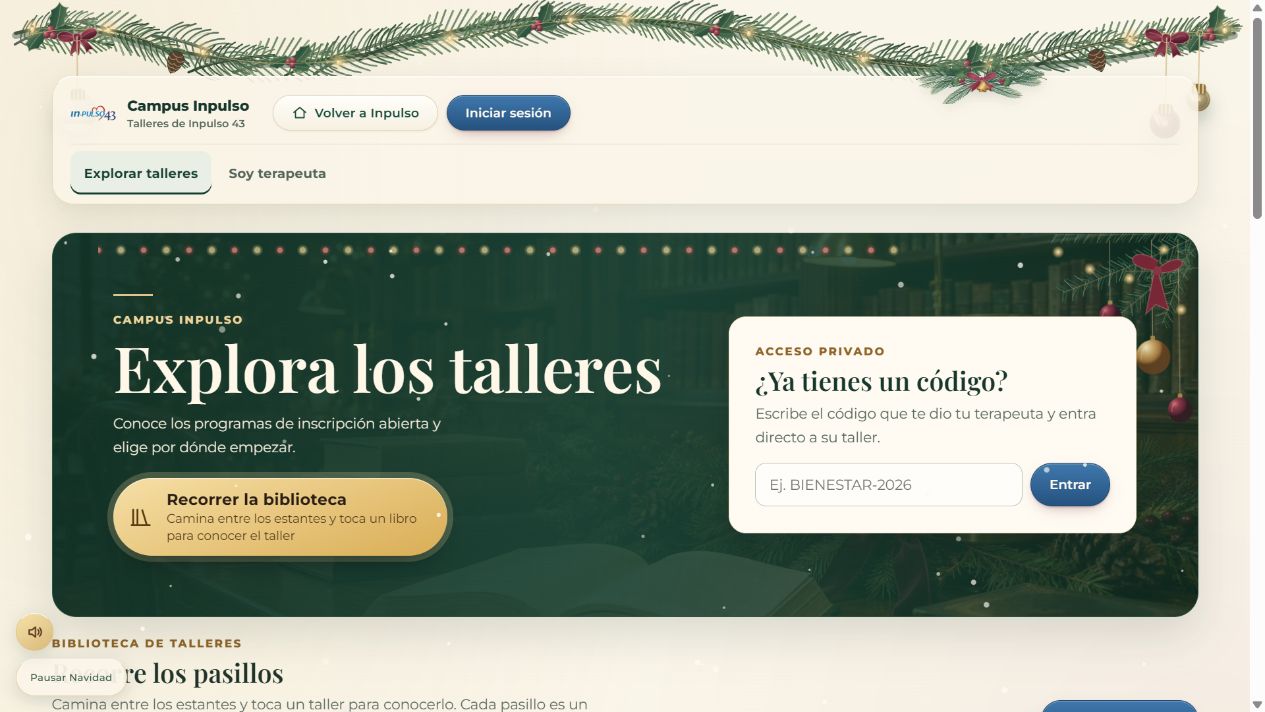 INPULSO 43
Campus Inpulso
Talleres de Inpulso 43
Volver a Inpulso
Iniciar sesión
Explorar talleres
Soy terapeuta
CAMPUS INPULSO
Explora los talleres
Conoce los programas de inscripción abierta y
elige por dónde empezar.
Recorrer la biblioteca
Camina entre los estantes y toca un libro
para conocer el taller
ACCESO PRIVADO
¿Ya tienes un código?
Escribe el código que te dio tu terapeuta y entra
directo a su taller.
Ej. BIENESTAR-2026
Entrar
BIBLIOTECA DE TALLERES
Recorre los pasillos
Pausar Navidad
Camina entre los estantes y toca un taller para conocerlo. Cada pasillo es un